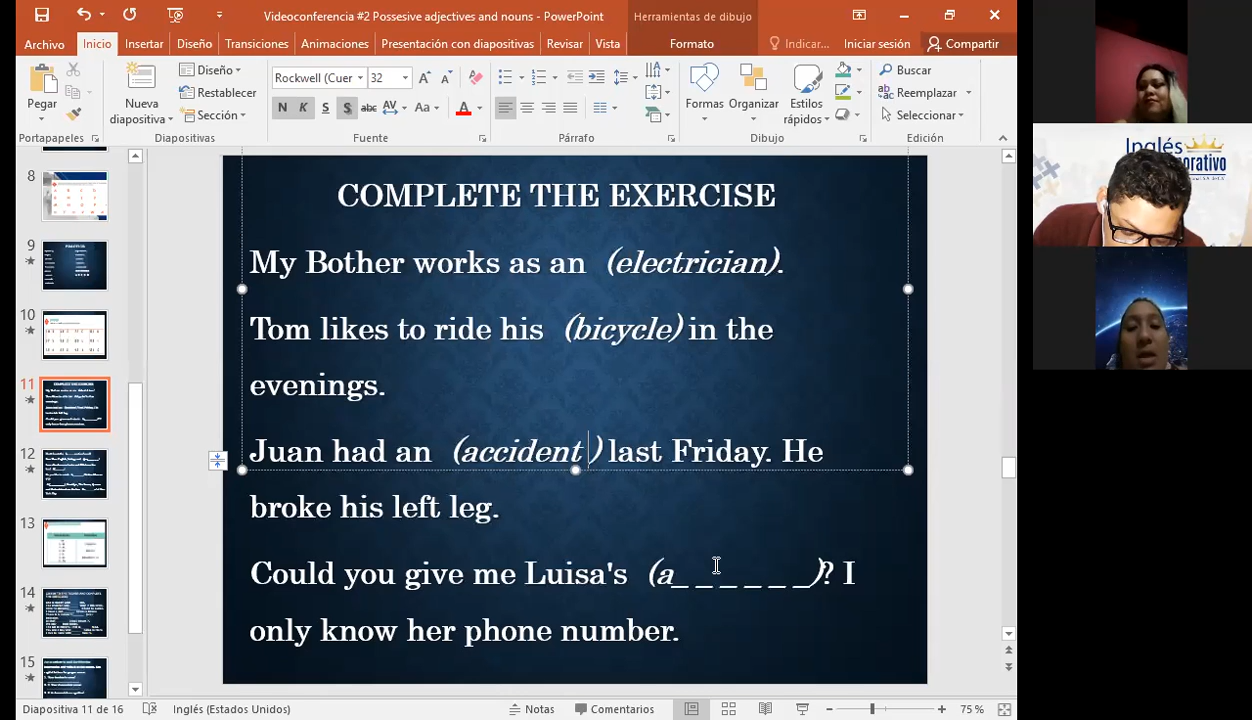 Videoconferencia #2 Possesive adjectives and nouns - PowerPoint
Herramientas de dibujo
Archivo Inicio Insertar Diseño Transiciones Animaciones Presentación con diapositivas Revisar Vista Formato Indicar... Iniciar sesión Compartir
Pegar
Nueva diapositiva
Diseño
Restablecer
Sección
Rockwell (Cuer 32
N K S S abc AV Aa A
Formas
Organizar
Estilos rápidos
Buscar
Reemplazar
Seleccionar
Portapapeles Diapositivas Fuente Párrafo Dibujo Edición
8
9
10
11
12
13
14
15
COMPLETE THE EXERCISE
My Bother works as an (electrician).
Tom likes to ride his (bicycle) in the
evenings.
Juan had an (accident ) last Friday. He
broke his left leg.
Could you give me Luisa's (a_ _ _ _ _ _)? I
only know her phone number.
Inglés
orativo
Diapositiva 11 de 16 Inglés (Estados Unidos) Notas Comentarios 75 %